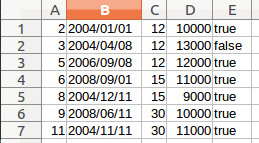 A B C D E
1 2 2004/01/01 12 10000 true
2 3 2004/04/08 12 13000 false
3 5 2006/09/08 12 12000 true
4 6 2008/09/01 15 11000 true
5 8 2004/12/11 15 9000 true
6 9 2008/06/11 30 10000 true
7 11 2004/11/11 30 11000 true